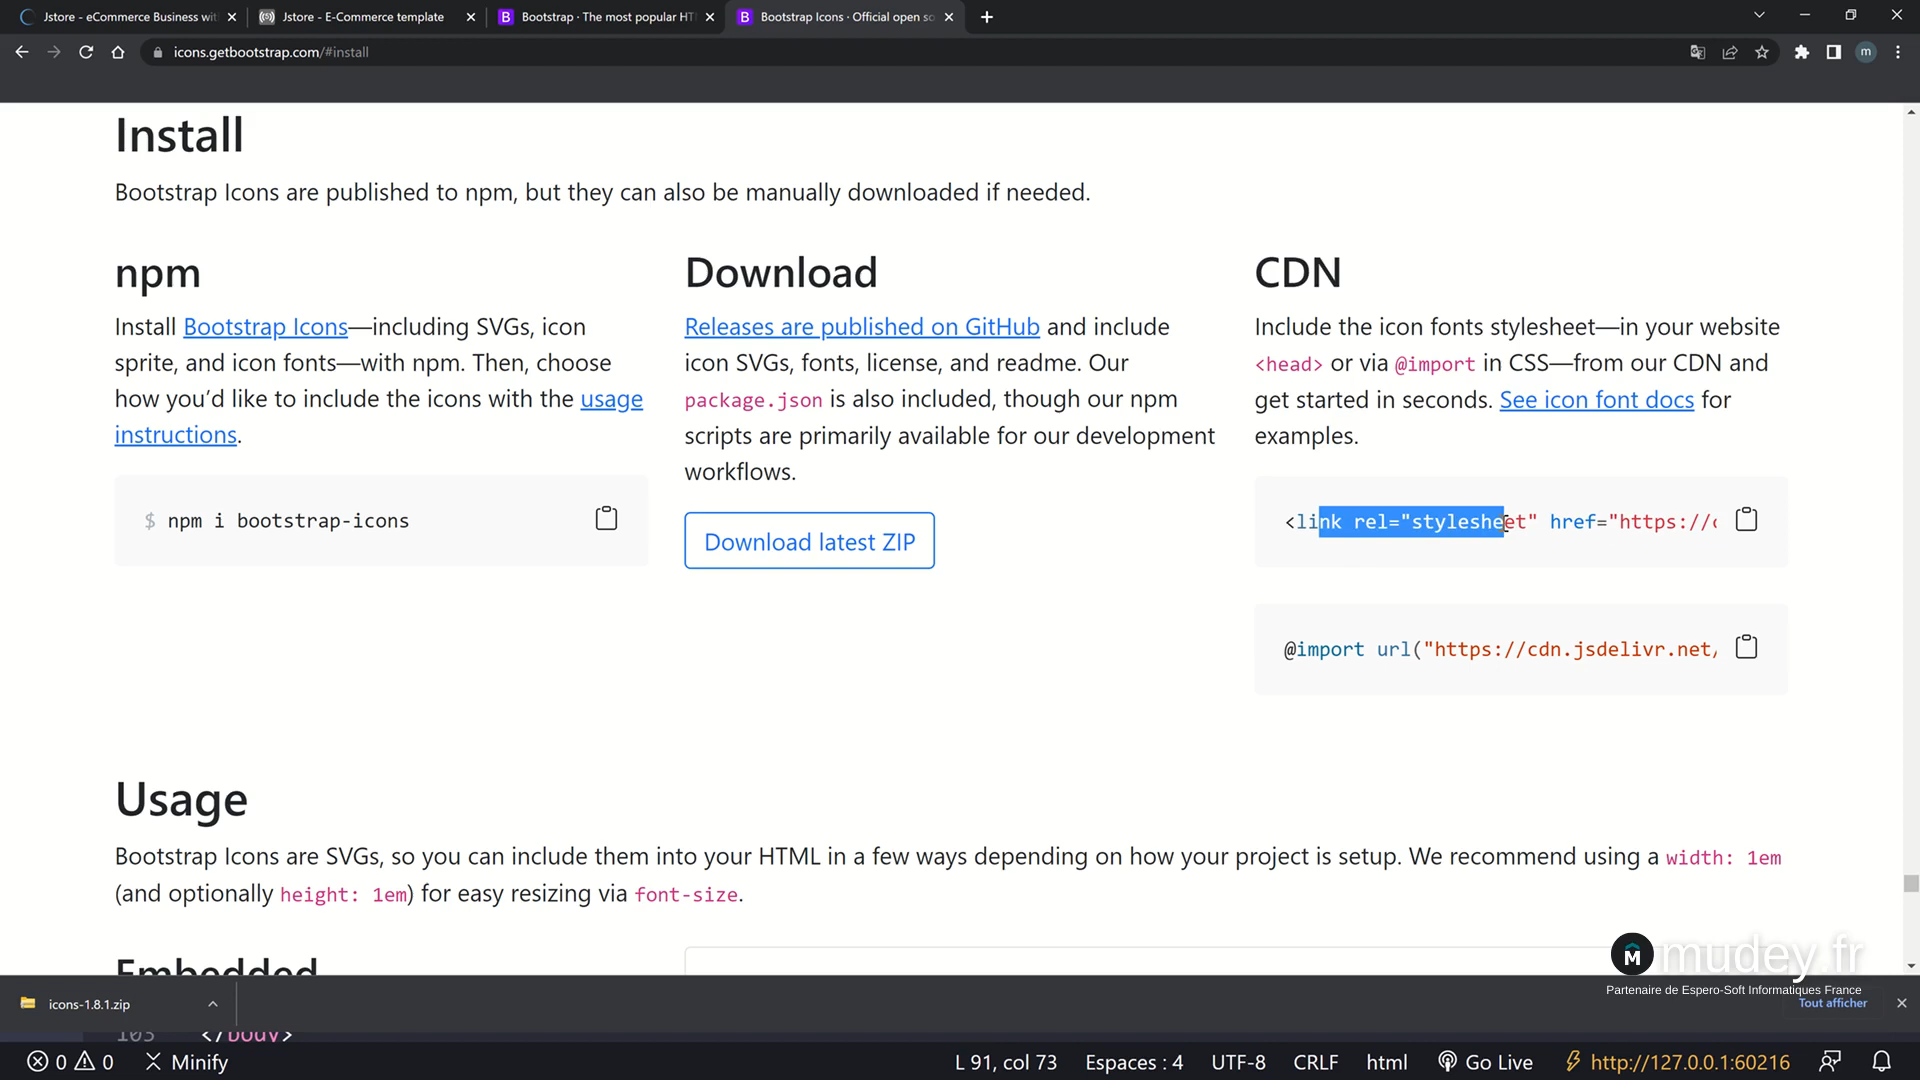 Jstore - eCommerce Business wit
Jstore - E-Commerce template
Bootstrap · The most popular HT
Bootstrap Icons · Official open so
icons.getbootstrap.com/#install
m
Install
Bootstrap Icons are published to npm, but they can also be manually downloaded if needed.
npm
Install Bootstrap Icons—including SVGs, icon
sprite, and icon fonts—with npm. Then, choose
how you’d like to include the icons with the usage
instructions.
$ npm i bootstrap-icons
Download
Releases are published on GitHub and include
icon SVGs, fonts, license, and readme. Our
package.json is also included, though our npm
scripts are primarily available for our development
workflows.
Download latest ZIP
CDN
Include the icon fonts stylesheet—in your website
<head> or via @import in CSS—from our CDN and
get started in seconds. See icon font docs for
examples.
<link rel="stylesheet" href="https://c
@import url("https://cdn.jsdelivr.net/
Usage
Bootstrap Icons are SVGs, so you can include them into your HTML in a few ways depending on how your project is setup. We recommend using a width: 1em
(and optionally height: 1em) for easy resizing via font-size.
Embedded
M mudey.fr
Partenaire de Espero-Soft Informatiques France
icons-1.8.1.zip
Tout afficher
103 </body>
0 0 Minify
L 91, col 73 Espaces : 4 UTF-8 CRLF html Go Live http://127.0.0.1:60216